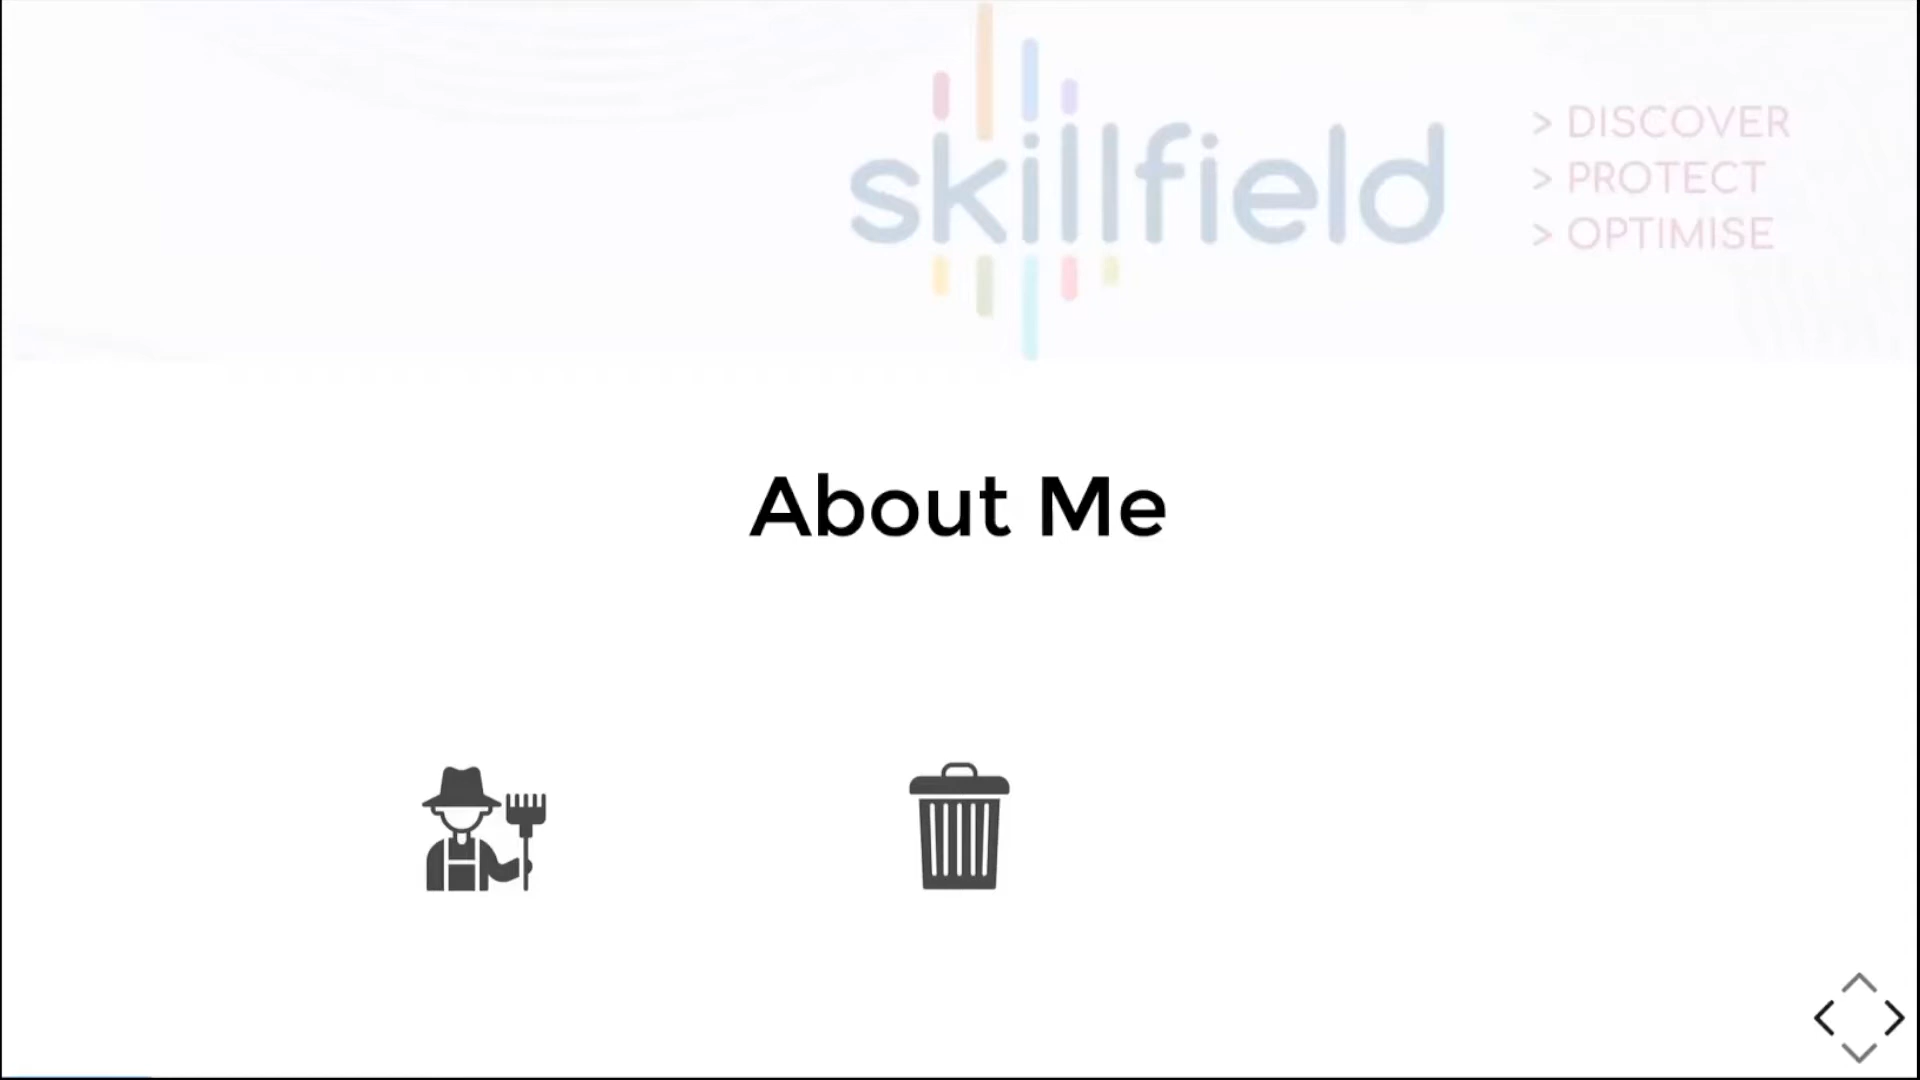 skillfield
> DISCOVER
> PROTECT
> OPTIMISE
About Me